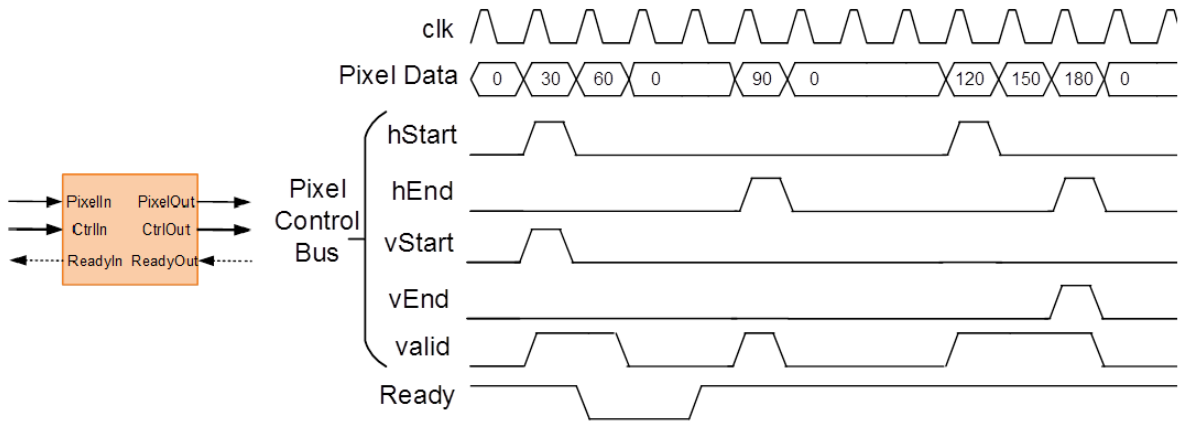 clk
Pixel Data 0 30 60 0 90 0 120 150 180 0
hStart
hEnd
vStart
vEnd
valid
Ready
Pixel
Control
Bus
PixelIn PixelOut
CtrlIn CtrlOut
ReadyIn ReadyOut